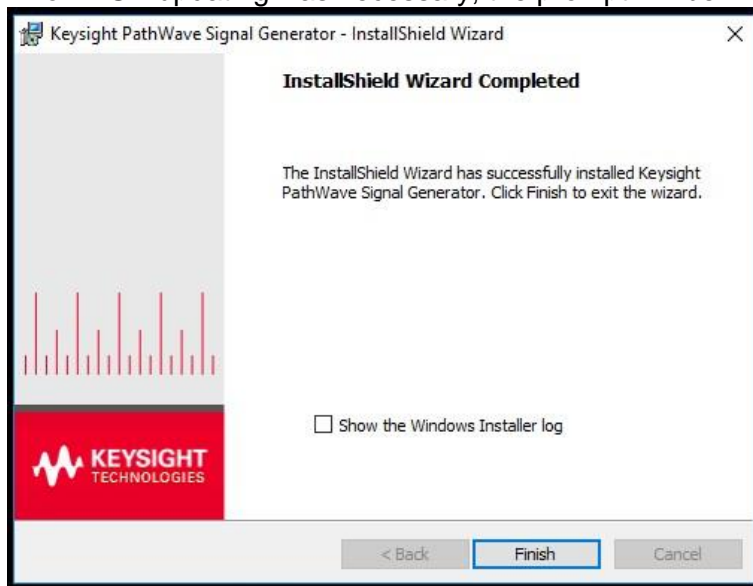 Keysight PathWave Signal Generator - InstallShield Wizard
InstallShield Wizard Completed
The InstallShield Wizard has successfully installed Keysight
PathWave Signal Generator. Click Finish to exit the wizard.
Show the Windows Installer log
KEYSIGHT
TECHNOLOGIES
< Back
Finish
Cancel